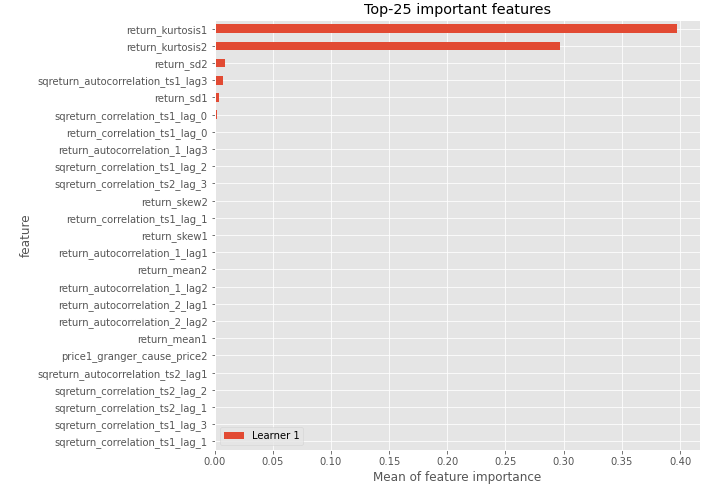 Top-25 important features
return_kurtosis1
return_kurtosis2
return_sd2
sqreturn_autocorrelation_ts1_lag3
return_sd1
sqreturn_correlation_ts1_lag_0
return_correlation_ts1_lag_0
return_autocorrelation_1_lag3
sqreturn_correlation_ts1_lag_2
sqreturn_correlation_ts2_lag_3
return_skew2
return_correlation_ts1_lag_1
return_skew1
return_autocorrelation_1_lag1
return_mean2
return_autocorrelation_1_lag2
return_autocorrelation_2_lag1
return_autocorrelation_2_lag2
return_mean1
price1_granger_cause_price2
sqreturn_autocorrelation_ts2_lag1
sqreturn_correlation_ts2_lag_2
sqreturn_correlation_ts2_lag_1
sqreturn_correlation_ts1_lag_3
sqreturn_correlation_ts1_lag_1
feature
Learner 1
0.00 0.05 0.10 0.15 0.20 0.25 0.30 0.35 0.40
Mean of feature importance